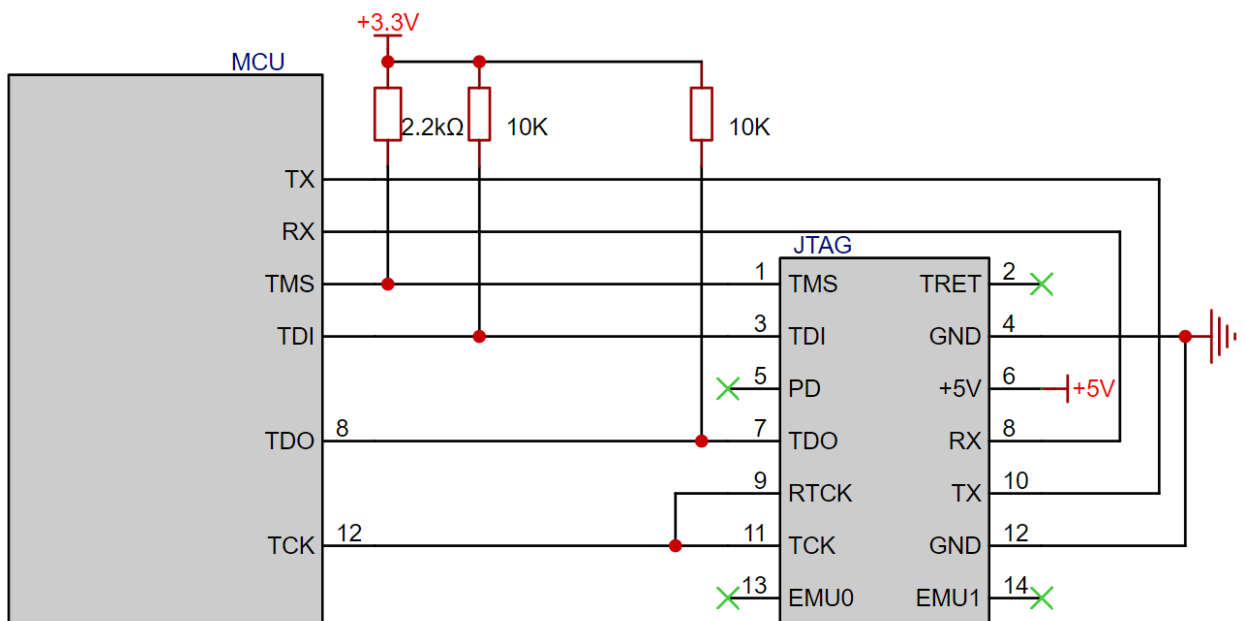 +3.3V
MCU
2.2kΩ 10K 10K
TX
RX
JTAG
TMS 1 TMS TRET 2
TDI 3 TDI GND 4
5 PD +5V 6 +5V
TDO 8 7 TDO RX 8
9 RTCK TX 10
TCK 12 11 TCK GND 12
13 EMU0 EMU1 14